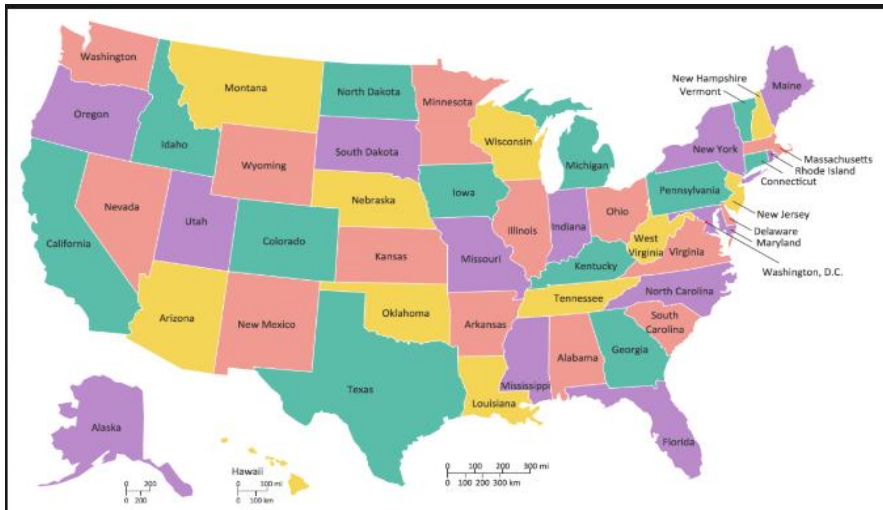 Washington
Oregon
Idaho
Montana
North Dakota
Minnesota
Wisconsin
Michigan
New Hampshire
Vermont
Maine
New York
Massachusetts
Rhode Island
Connecticut
South Dakota
Wyoming
Nebraska
Iowa
Illinois
Indiana
Ohio
Pennsylvania
New Jersey
Delaware
Maryland
Washington, D.C.
West
Virginia
Virginia
Nevada
Utah
Colorado
California
Kansas
Missouri
Kentucky
North Carolina
Tennessee
South
Carolina
Arizona
New Mexico
Oklahoma
Arkansas
Mississippi
Alabama
Georgia
Texas
Louisiana
Florida
Alaska
0 200
0 200
Hawaii
0 100 mi
0 100 km
0 100 200 300 mi
0 100 200 300 km